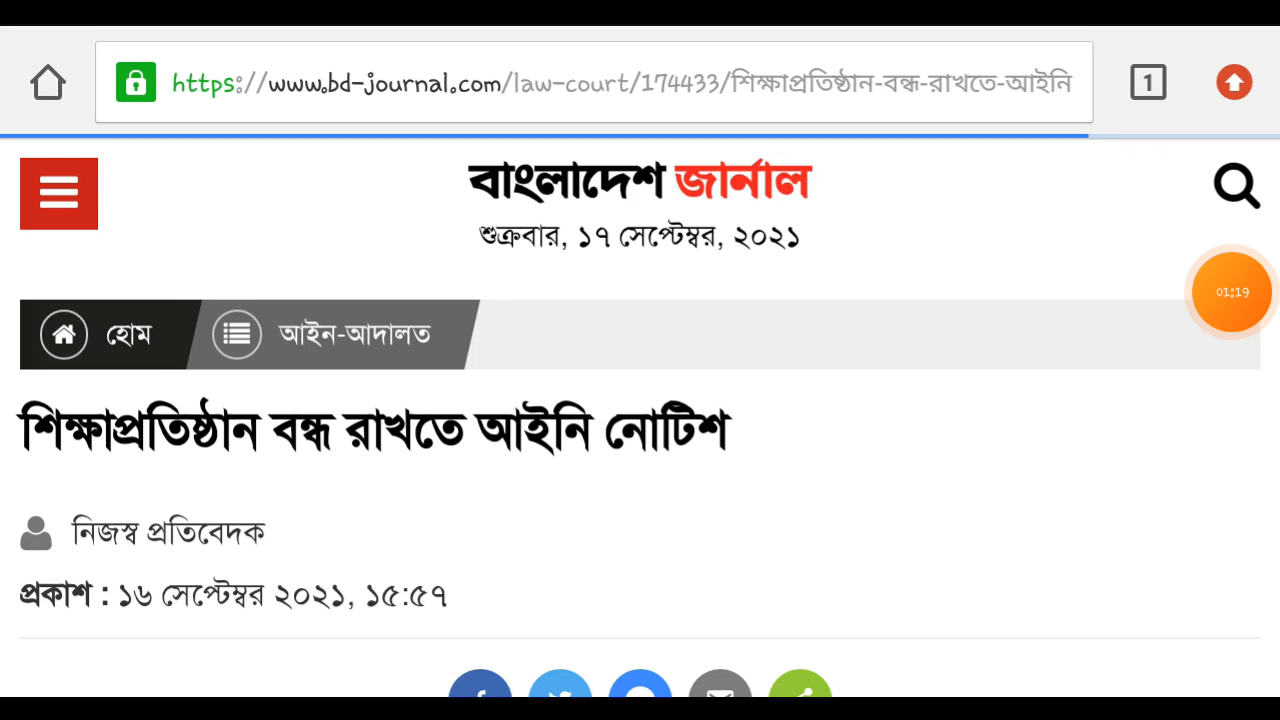 https://www.bd-journal.com/law-court/174433/শিক্ষাপ্রতিষ্ঠান-বন্ধ-রাখতে-আইনি
1
বাংলাদেশ জার্নাল
শুক্রবার, ১৭ সেপ্টেম্বর, ২০২১
01:19
হোম
আইন-আদালত
শিক্ষাপ্রতিষ্ঠান বন্ধ রাখতে আইনি নোটিশ
নিজস্ব প্রতিবেদক
প্রকাশ : ১৬ সেপ্টেম্বর ২০২১, ১৫:৫৭